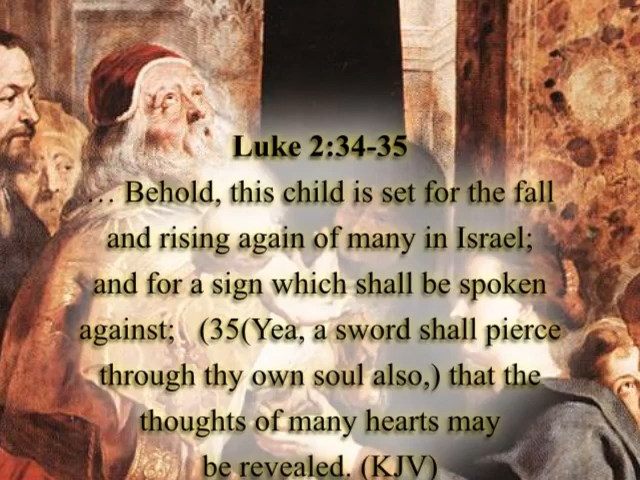 Luke 2:34-35
… Behold, this child is set for the fall
and rising again of many in Israel;
and for a sign which shall be spoken
against; (35(Yea, a sword shall pierce
through thy own soul also,) that the
thoughts of many hearts may
be revealed. (KJV)